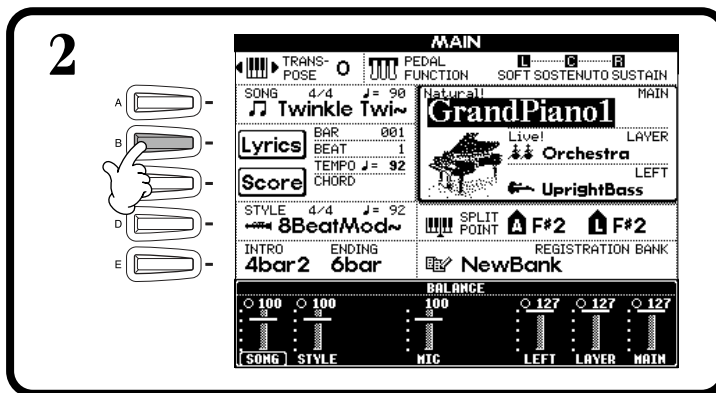 2
A
B
D
E
MAIN
TRANS-
POSE 0
PEDAL
FUNCTION
L C R
SOFT SOSTENUTO SUSTAIN
SONG 4/4 ♩= 90
Twinkle Twi~
Lyrics
BAR 001
BEAT 1
TEMPO ♩= 92
Score
CHORD
STYLE 4/4 ♩= 92
8BeatMod~
INTRO ENDING
4bar2 6bar
Natural! MAIN
GrandPiano1
Live! LAYER
Orchestra
LEFT
UprightBass
SPLIT
POINT A F#2 L F#2
REGISTRATION BANK
NewBank
BALANCE
100 100 100 127 127 127
SONG STYLE MIC LEFT LAYER MAIN